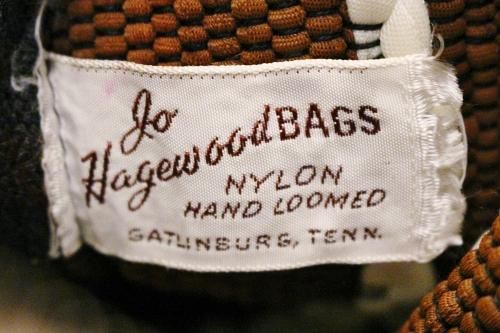 Jo
Hagewood BAGS
NYLON
HAND LOOMED
GATLINBURG, TENN.